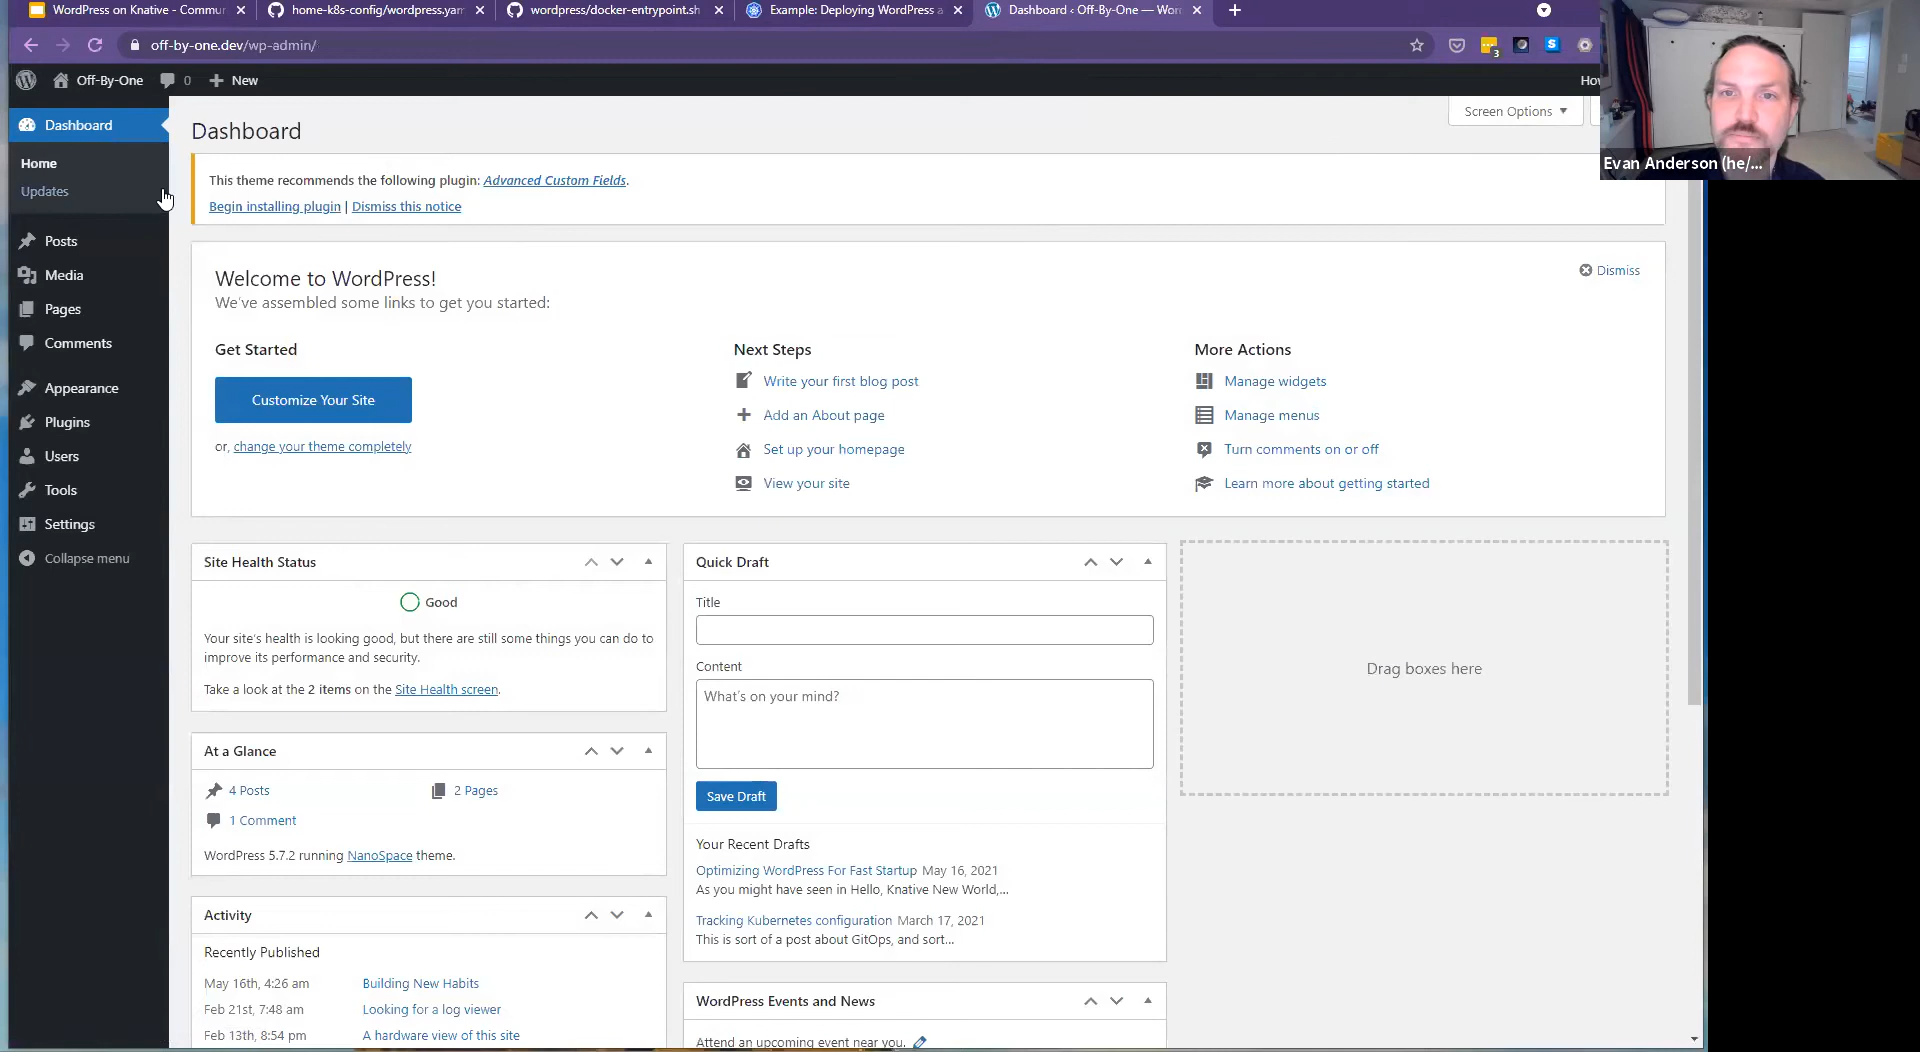 WordPress on Knative - Commun
home-k8s-config/wordpress.yam
wordpress/docker-entrypoint.sh
Example: Deploying WordPress a
Dashboard ‹ Off-By-One — Wor
off-by-one.dev/wp-admin/
3
S
Off-By-One
0
New
How
Evan Anderson (he/...
Dashboard
Home
Updates
Posts
Media
Pages
Comments
Appearance
Plugins
Users
Tools
Settings
Collapse menu
Dashboard
Screen Options
This theme recommends the following plugin: Advanced Custom Fields.
Begin installing plugin | Dismiss this notice
Welcome to WordPress!
Dismiss
We've assembled some links to get you started:
Get Started
Customize Your Site
or, change your theme completely
Next Steps
Write your first blog post
Add an About page
Set up your homepage
View your site
More Actions
Manage widgets
Manage menus
Turn comments on or off
Learn more about getting started
Site Health Status
Good
Your site's health is looking good, but there are still some things you can do to
improve its performance and security.
Take a look at the 2 items on the Site Health screen.
At a Glance
4 Posts
2 Pages
1 Comment
WordPress 5.7.2 running NanoSpace theme.
Activity
Recently Published
May 16th, 4:26 am
Building New Habits
Feb 21st, 7:48 am
Looking for a log viewer
Feb 13th, 8:54 pm
A hardware view of this site
Quick Draft
Title
Content
What's on your mind?
Save Draft
Your Recent Drafts
Optimizing WordPress For Fast Startup May 16, 2021
As you might have seen in Hello, Knative New World,...
Tracking Kubernetes configuration March 17, 2021
This is sort of a post about GitOps, and sort...
WordPress Events and News
Attend an upcoming event near you.
Drag boxes here